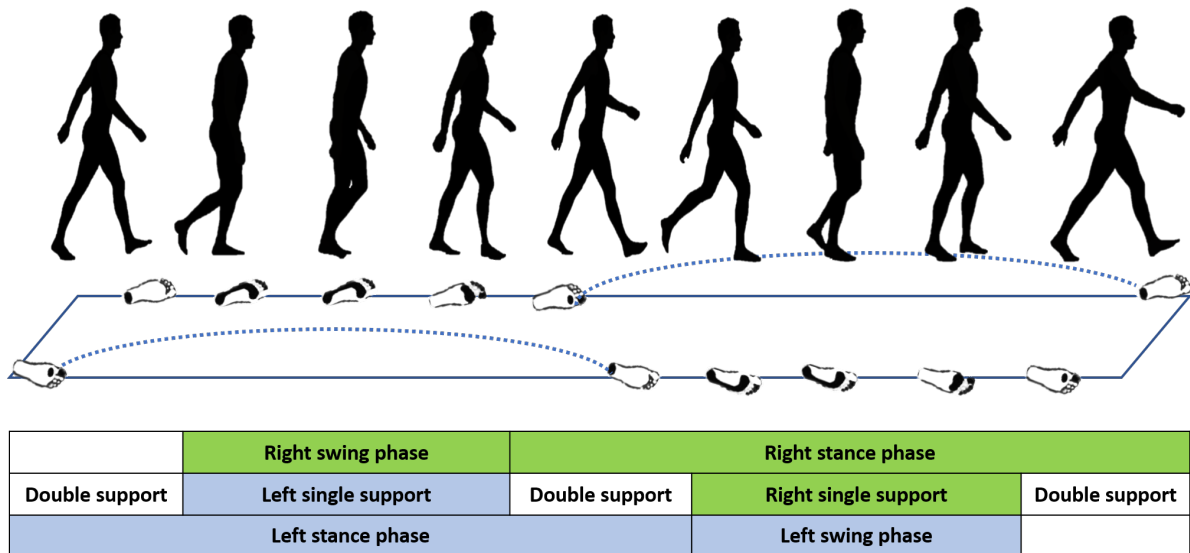 Right swing phase Right stance phase
Double support Left single support Double support Right single support Double support
Left stance phase Left swing phase